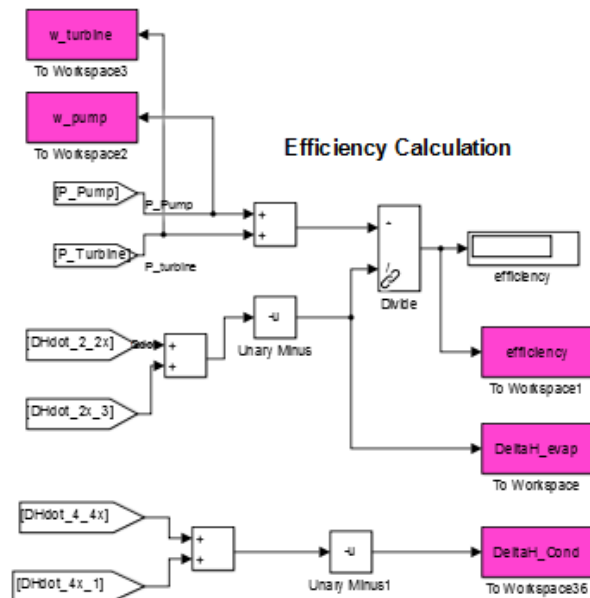 w_turbine
To Workspace3
w_pump
To Workspace2
Efficiency Calculation
[P_Pump]
P_Pump
+
+
[P_Turbine]
P_turbine
/
Divide
efficiency
-u
Unary Minus
[DHdot_2_2x]
+
+
efficiency
To Workspace1
[DHdot_2x_3]
DeltaH_evap
To Workspace
[DHdot_4_4x]
+
+
-u
Unary Minus1
DeltaH_Cond
To Workspace36
[DHdot_4x_1]